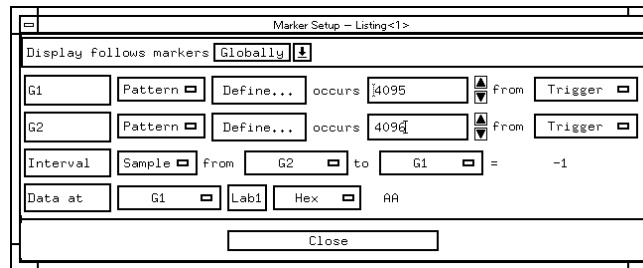 Marker Setup — Listing<1>
Display follows markers Globally
G1 Pattern Define... occurs 4095 from Trigger
G2 Pattern Define... occurs 4096 from Trigger
Interval Sample from G2 to G1 = -1
Data at G1 Lab1 Hex AA
Close